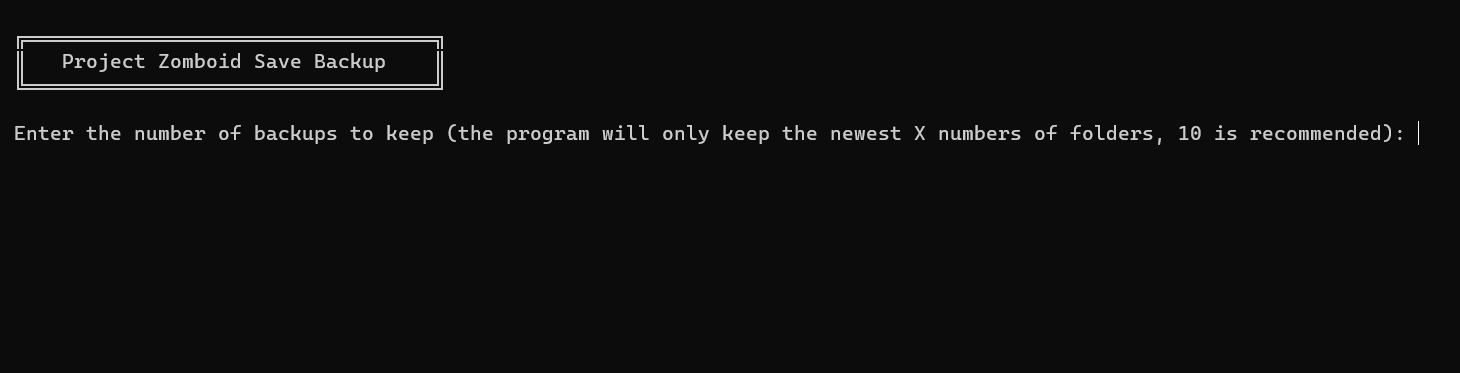 Project Zomboid Save Backup
Enter the number of backups to keep (the program will only keep the newest X numbers of folders, 10 is recommended):